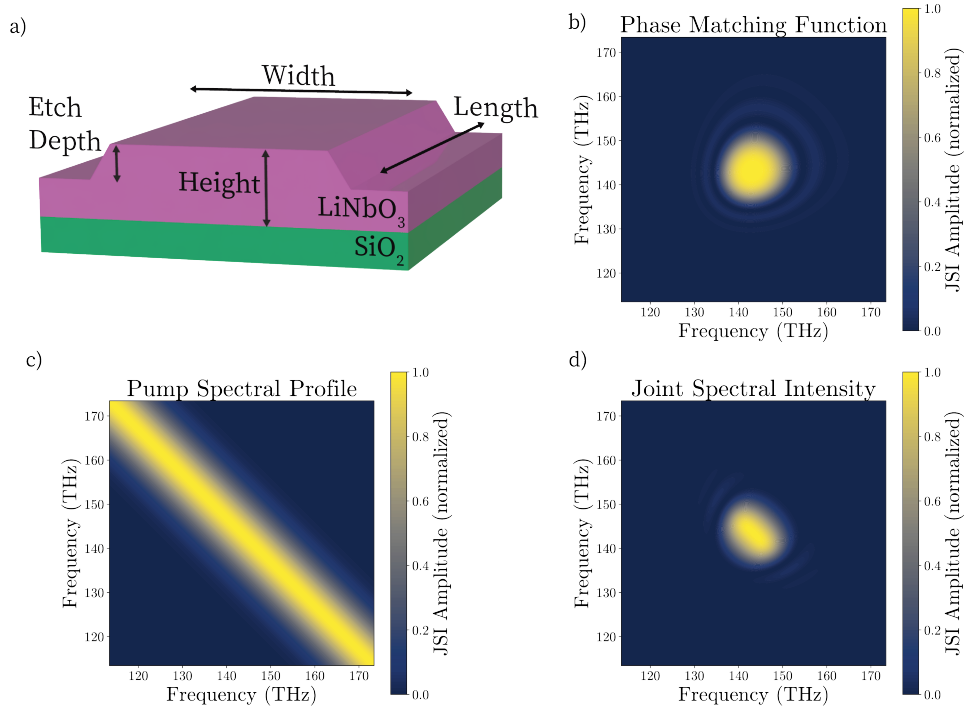 a)
Width
Etch
Depth
Length
Height
LiNbO₃
SiO₂
b)
Phase Matching Function
170
160
150
140
130
120
Frequency (THz)
120 130 140 150 160 170
Frequency (THz)
1.0
0.8
0.6
0.4
0.2
0.0
JSI Amplitude (normalized)
c)
Pump Spectral Profile
170
160
150
140
130
120
Frequency (THz)
120 130 140 150 160 170
Frequency (THz)
1.0
0.8
0.6
0.4
0.2
0.0
JSI Amplitude (normalized)
d)
Joint Spectral Intensity
170
160
150
140
130
120
Frequency (THz)
120 130 140 150 160 170
Frequency (THz)
1.0
0.8
0.6
0.4
0.2
0.0
JSI Amplitude (normalized)